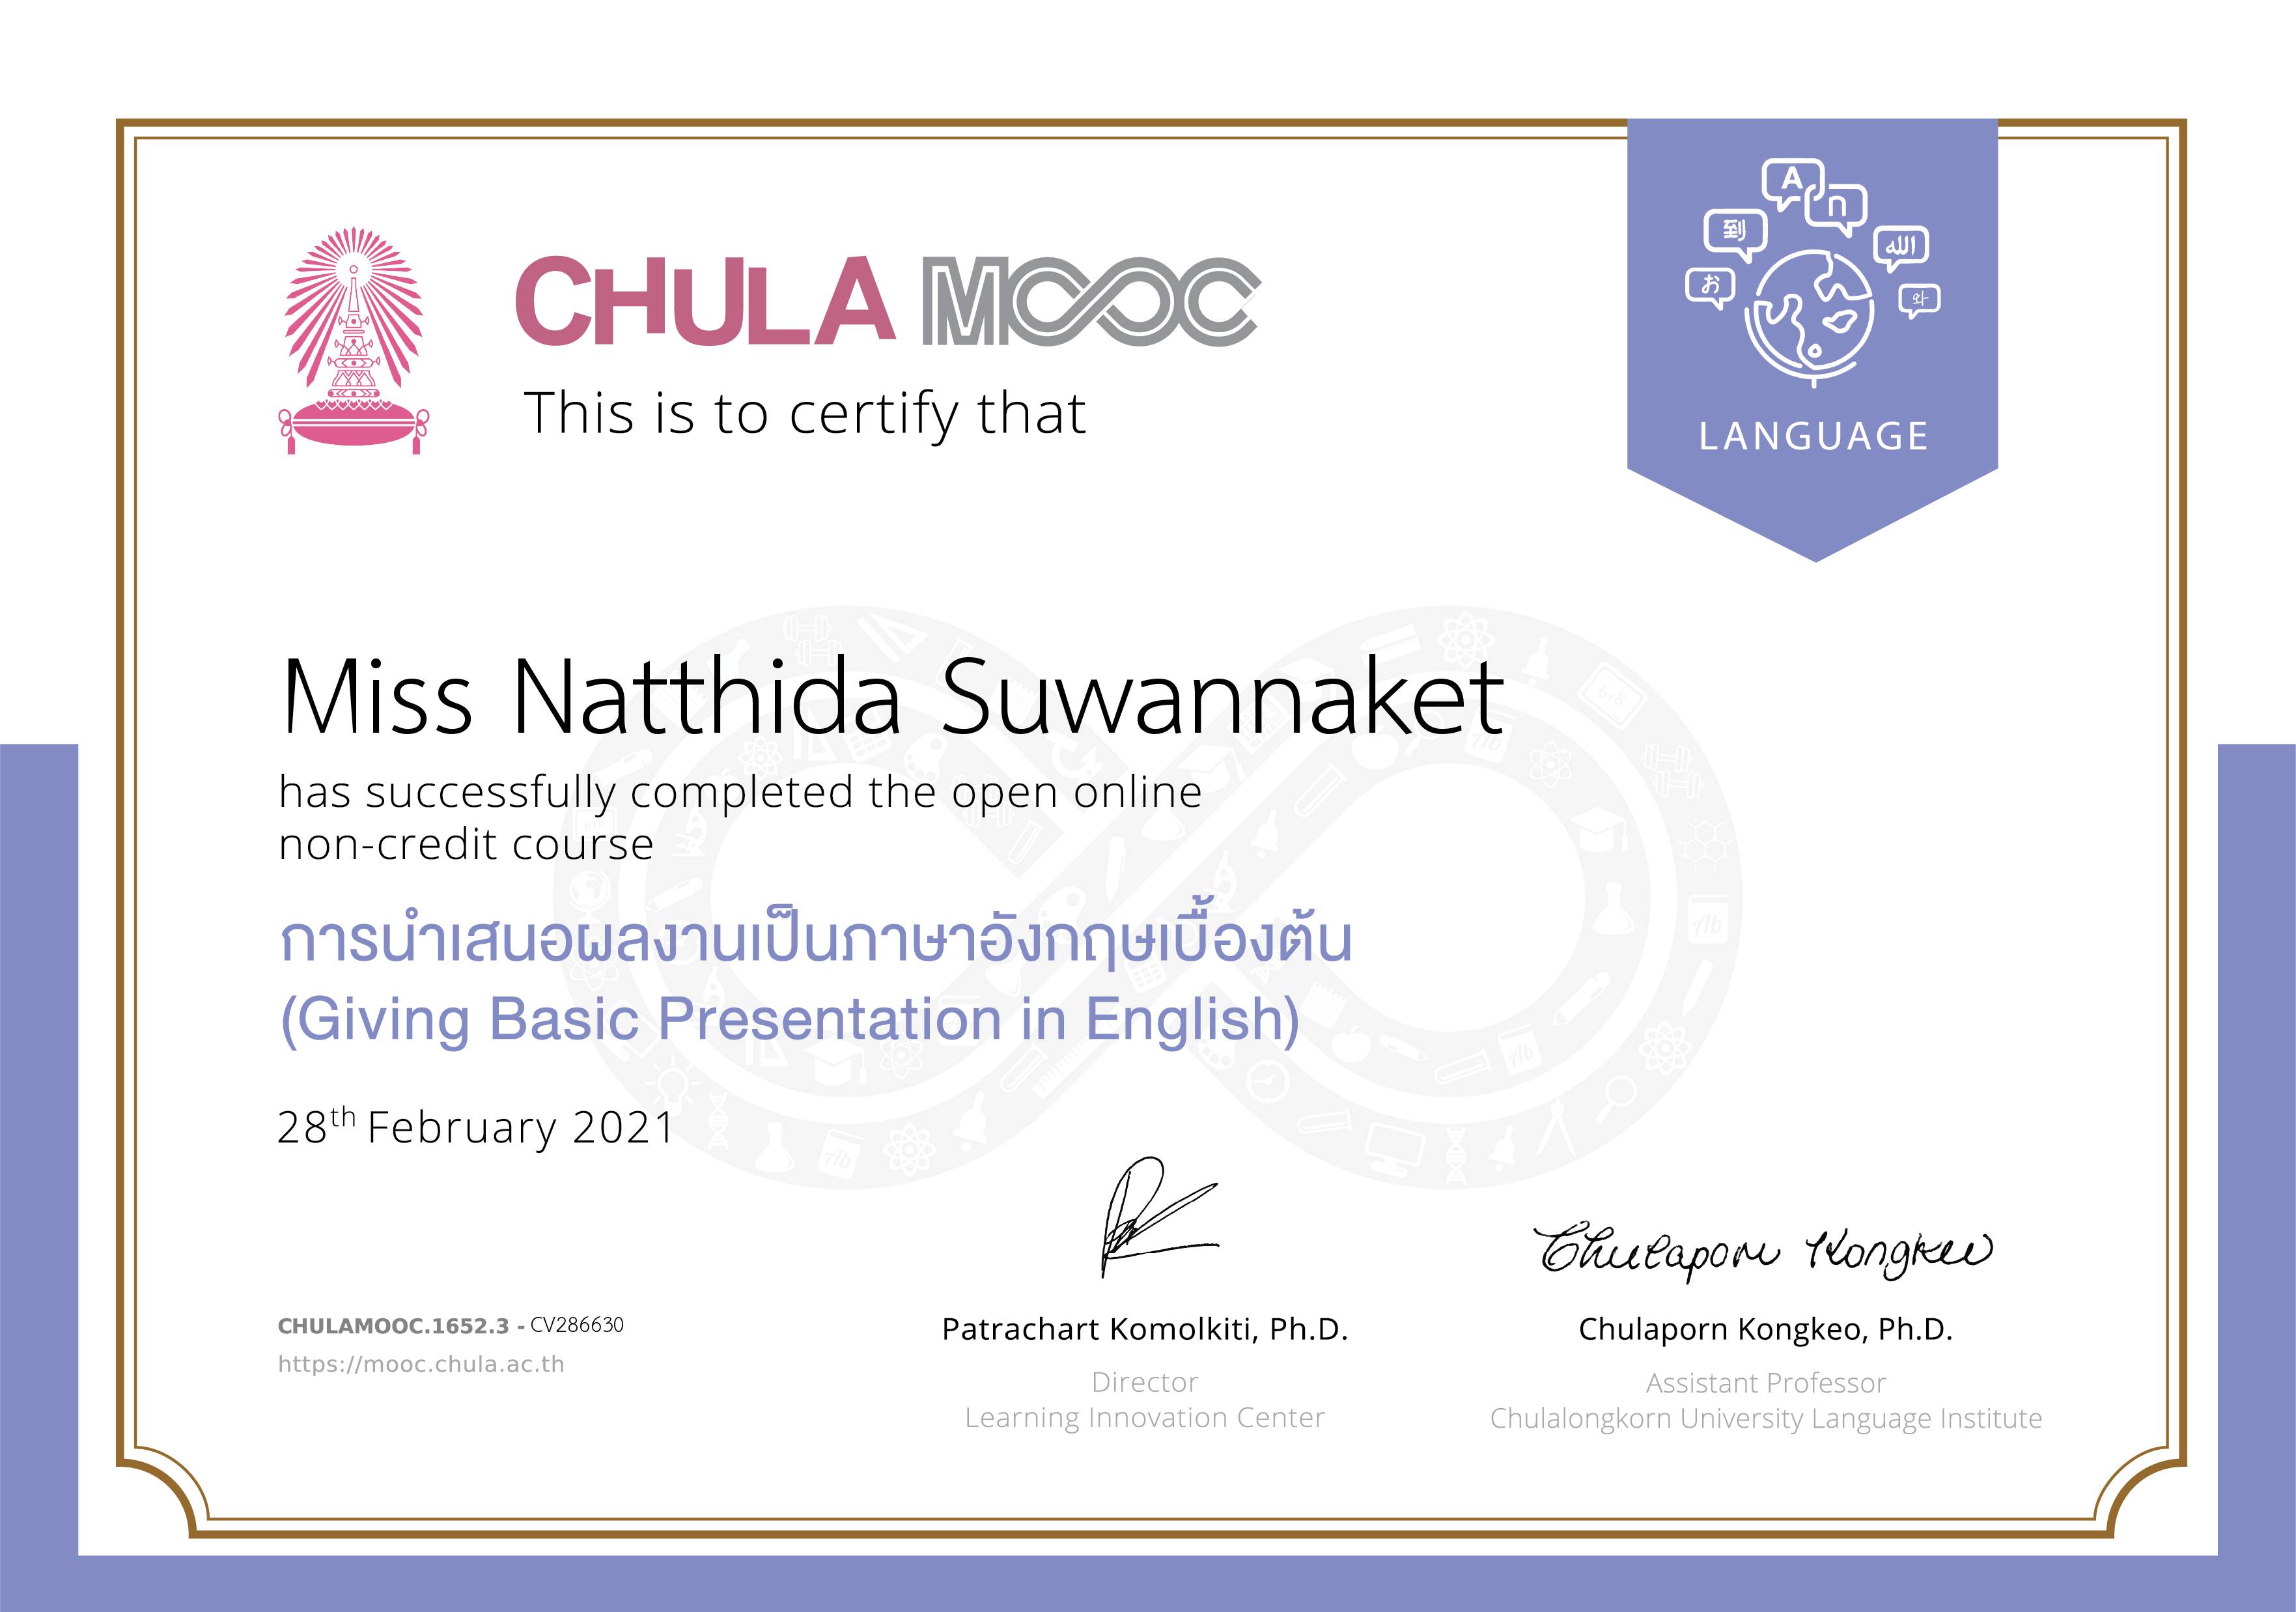 CHULA MOOC
This is to certify that
A
ก
到
الله
お
와
LANGUAGE
Miss Natthida Suwannaket
has successfully completed the open online
non-credit course
การนำเสนอผลงานเป็นภาษาอังกฤษเบื้องต้น
(Giving Basic Presentation in English)
28th February 2021
Chulaporn Kongkeo
CHULAMOOC.1652.3 - CV286630
https://mooc.chula.ac.th
Patrachart Komolkiti, Ph.D.
Director
Learning Innovation Center
Chulaporn Kongkeo, Ph.D.
Assistant Professor
Chulalongkorn University Language Institute